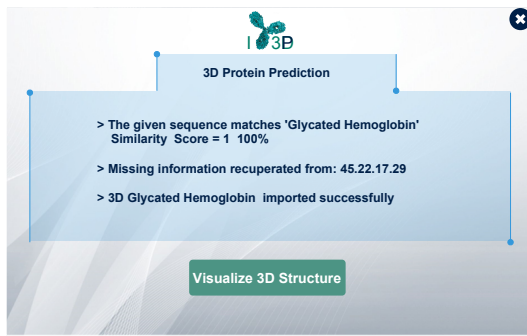 I 3D
3D Protein Prediction
> The given sequence matches 'Glycated Hemoglobin'
Similarity Score = 1 100%
> Missing information recuperated from: 45.22.17.29
> 3D Glycated Hemoglobin imported successfully
Visualize 3D Structure